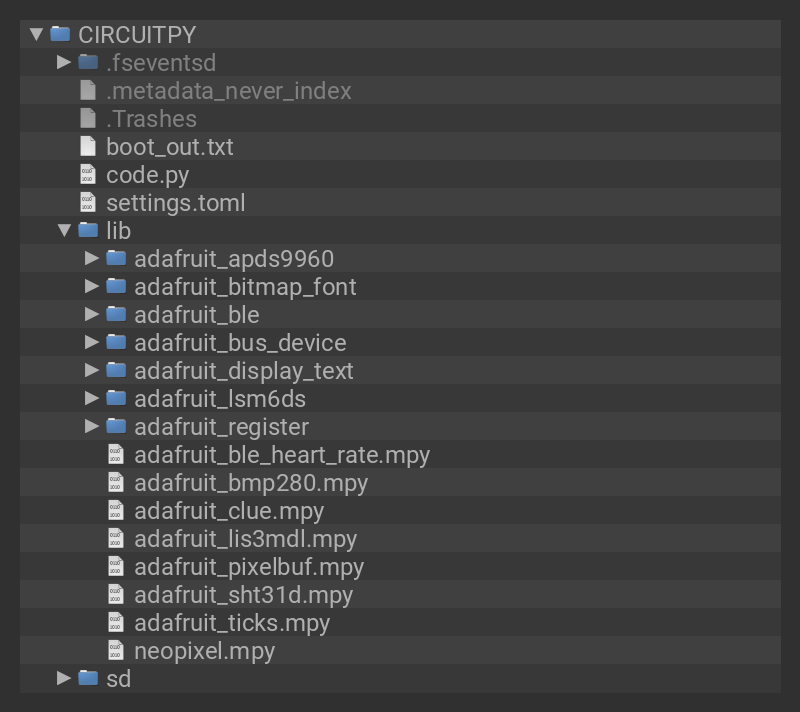 CIRCUITPY
.fseventsd
.metadata_never_index
.Trashes
boot_out.txt
code.py
settings.toml
lib
adafruit_apds9960
adafruit_bitmap_font
adafruit_ble
adafruit_bus_device
adafruit_display_text
adafruit_lsm6ds
adafruit_register
adafruit_ble_heart_rate.mpy
adafruit_bmp280.mpy
adafruit_clue.mpy
adafruit_lis3mdl.mpy
adafruit_pixelbuf.mpy
adafruit_sht31d.mpy
adafruit_ticks.mpy
neopixel.mpy
sd